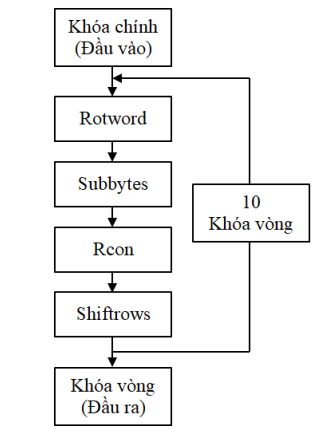 Khóa chính
(Đầu vào)
Rotword
Subbytes
10
Khóa vòng
Rcon
Shiftrows
Khóa vòng
(Đầu ra)